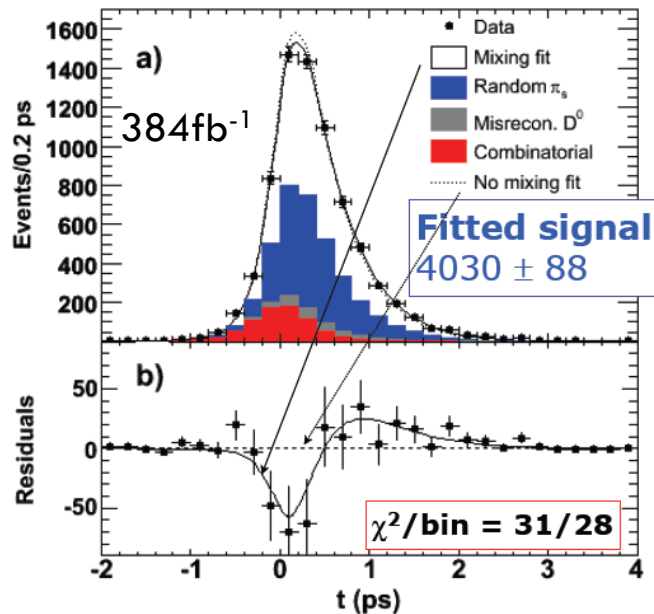 a)
384fb⁻¹
Data
Mixing fit
Random πₛ
Misrecon. D⁰
Combinatorial
No mixing fit
Fitted signal
4030 ± 88
Events/0.2 ps
1600
1400
1200
1000
800
600
400
200
b)
Residuals
50
0
-50
χ²/bin = 31/28
-2 -1 0 1 2 3 4
t (ps)